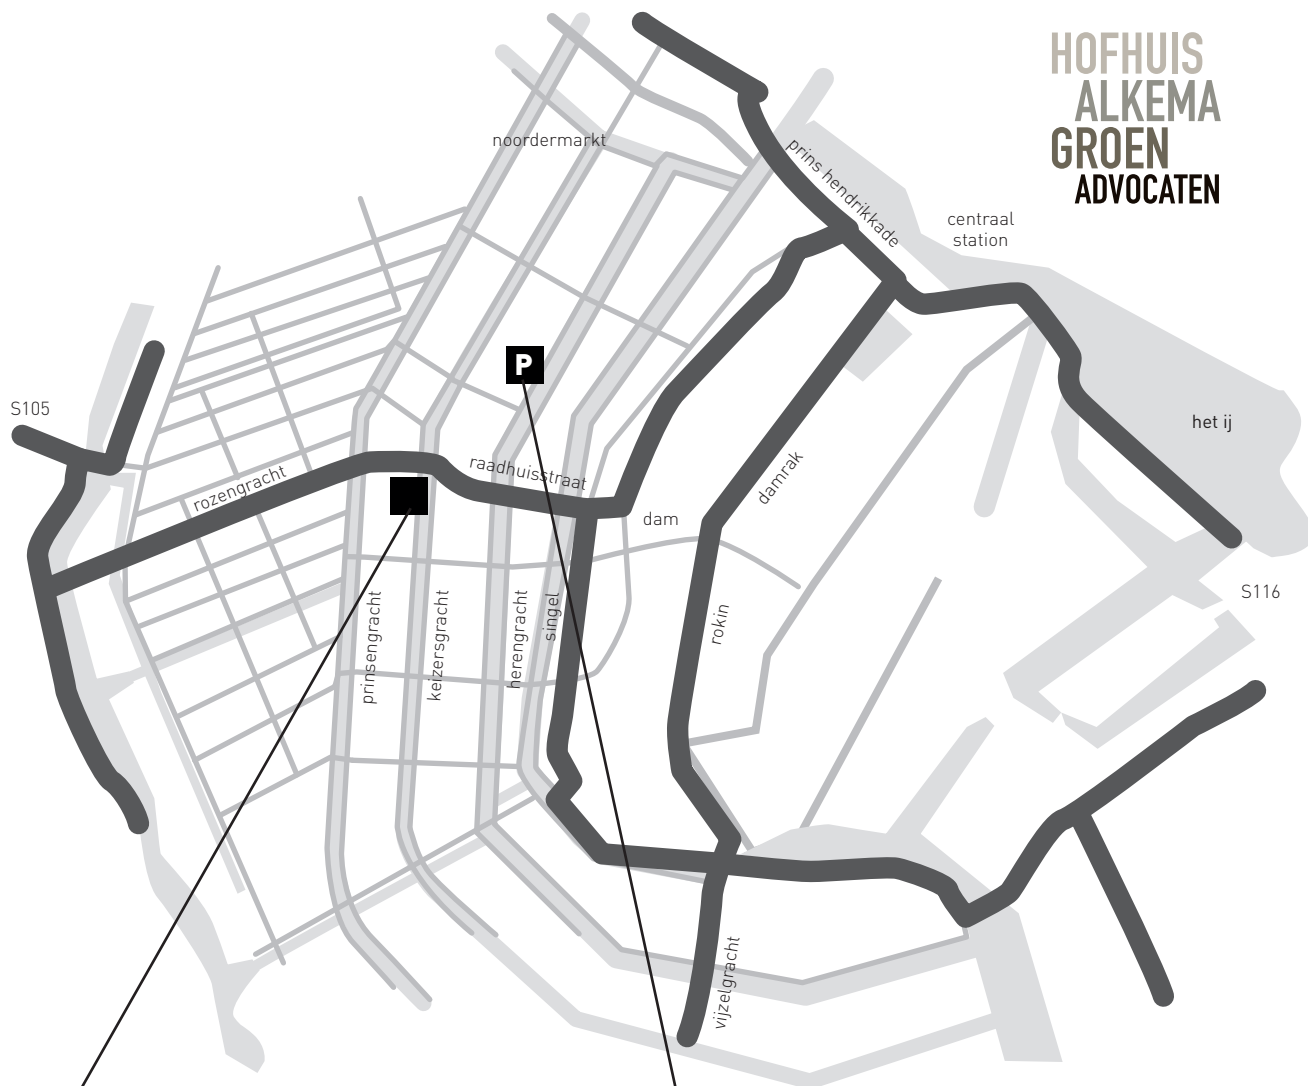 HOFHUIS
ALKEMA
GROEN
ADVOCATEN
noordermarkt
prins hendrikkade
centraal
station
P
S105
het ij
raadhuisstraat
rozengracht
damrak
dam
S116
prinsengracht
keizersgracht
herengracht
singel
rokin
vijzelgracht